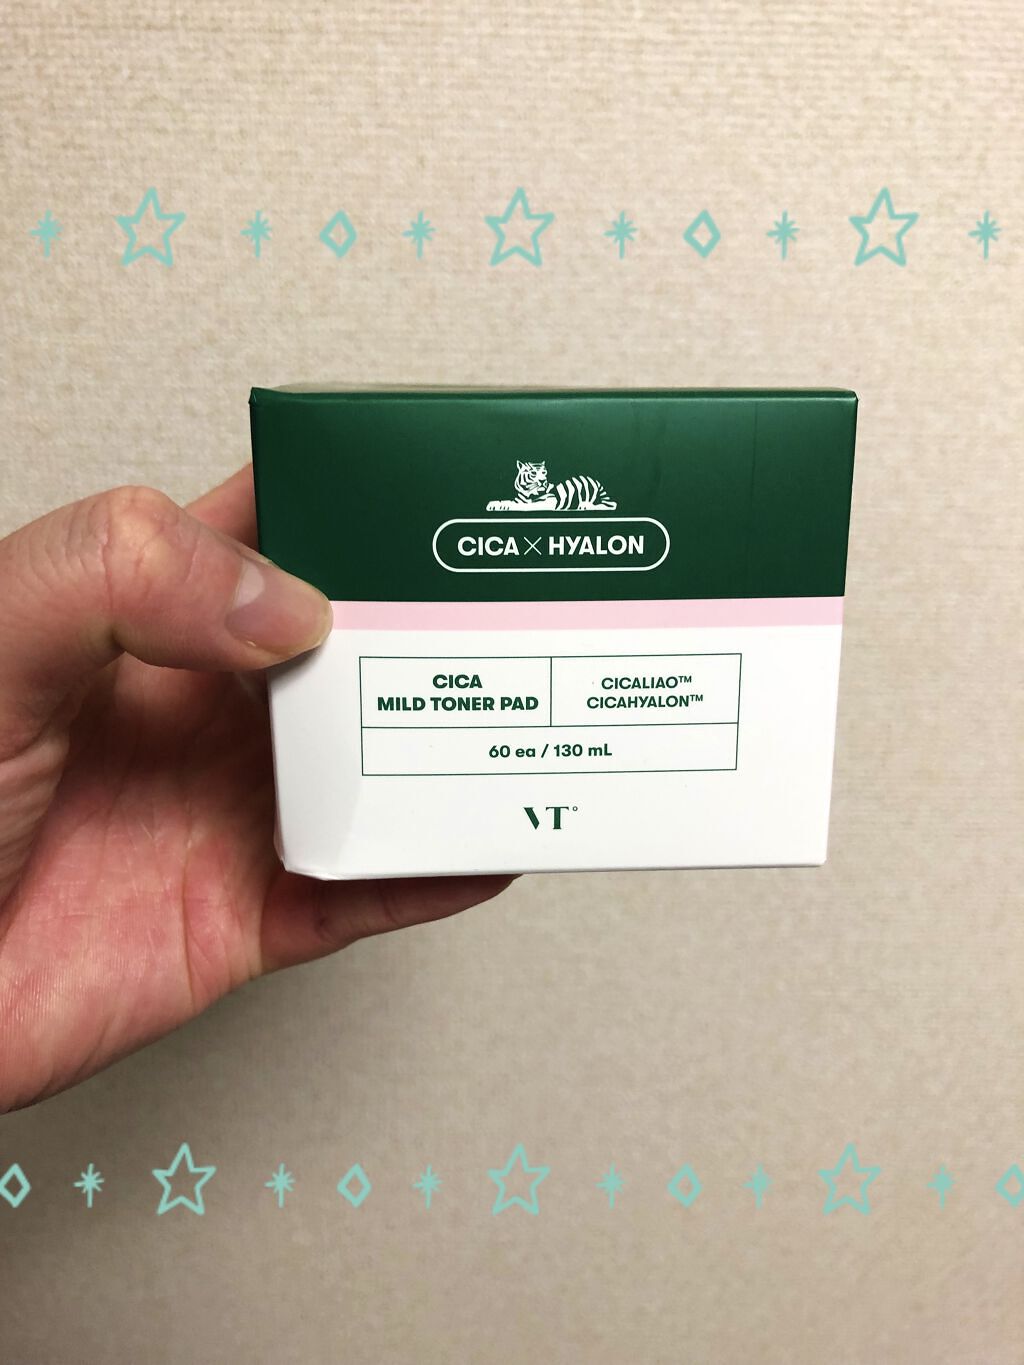 CICA × HYALON
CICA
MILD TONER PAD
CICALIAO™
CICAHYALON™
60 ea / 130 mL
VT°